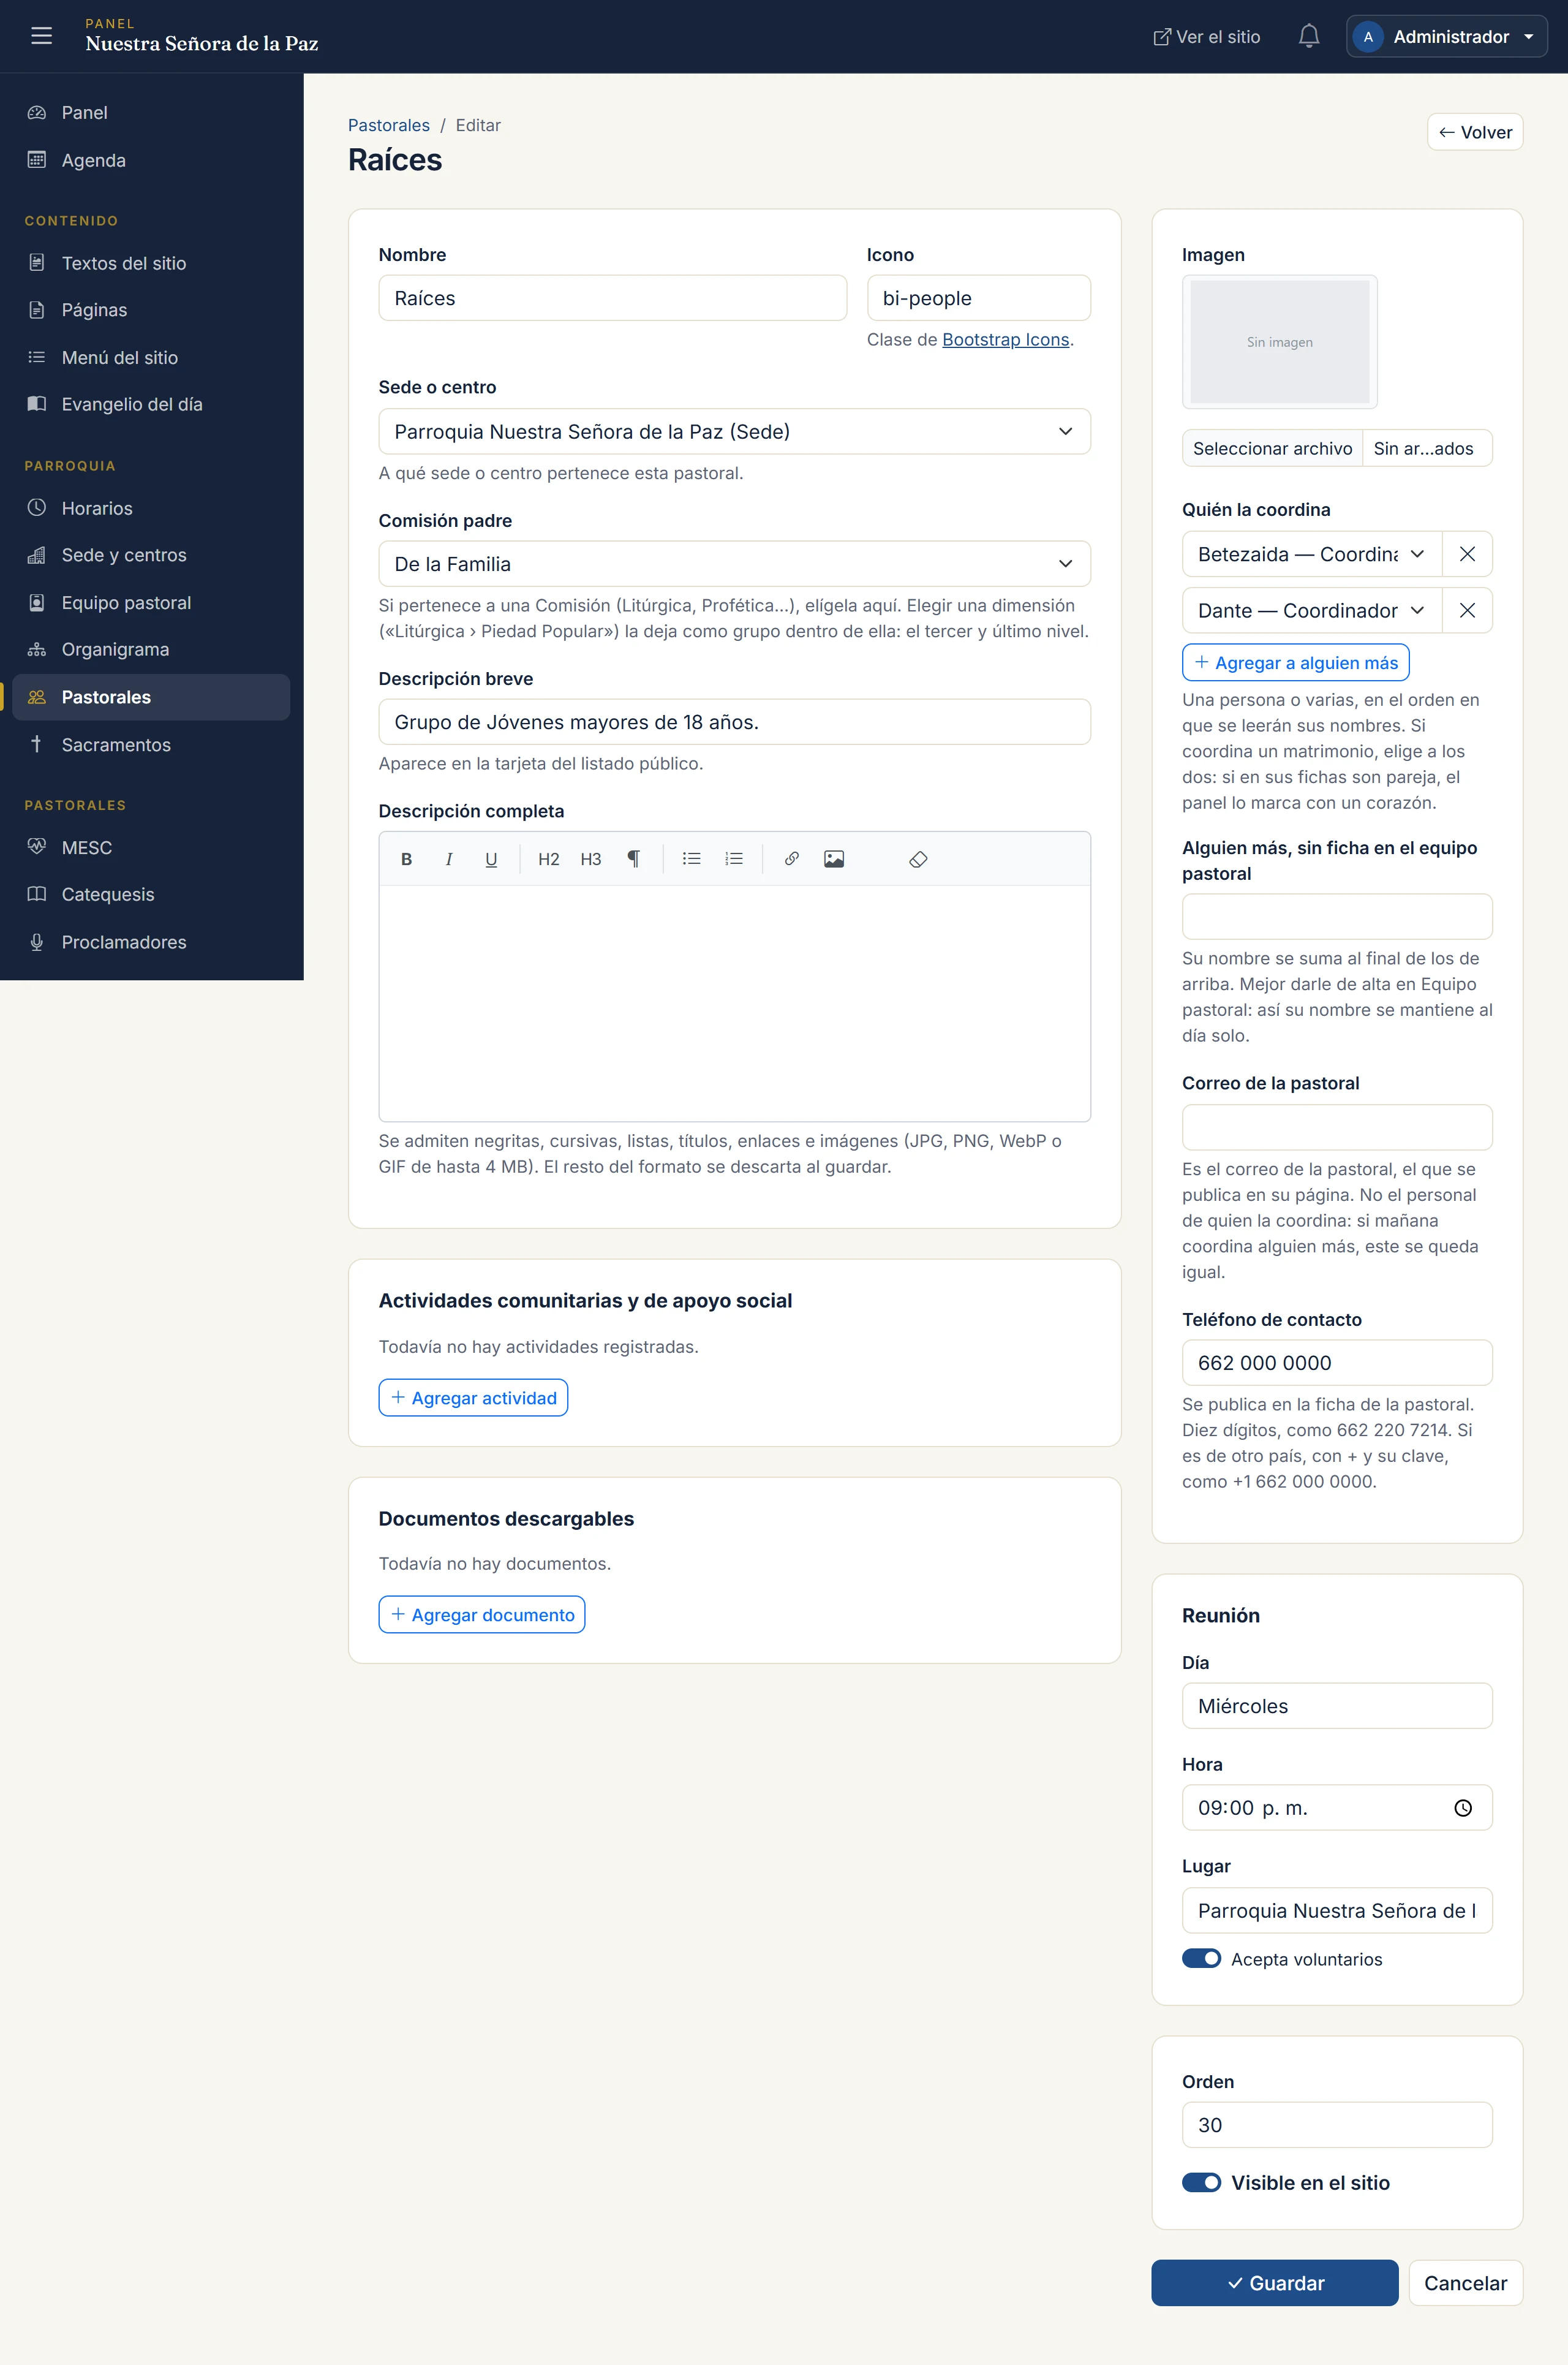 PANEL
Nuestra Señora de la Paz
Ver el sitio
A
Administrador
Panel
Agenda
CONTENIDO
Textos del sitio
Páginas
Menú del sitio
Evangelio del día
PARROQUIA
Horarios
Sede y centros
Equipo pastoral
Organigrama
Pastorales
Sacramentos
PASTORALES
MESC
Catequesis
Proclamadores
Pastorales / Editar
Raíces
← Volver
Nombre
Raíces
Icono
bi-people
Clase de Bootstrap Icons.
Sede o centro
Parroquia Nuestra Señora de la Paz (Sede)
A qué sede o centro pertenece esta pastoral.
Comisión padre
De la Familia
Si pertenece a una Comisión (Litúrgica, Profética...), elígela aquí. Elegir una dimensión
(«Litúrgica › Piedad Popular») la deja como grupo dentro de ella: el tercer y último nivel.
Descripción breve
Grupo de Jóvenes mayores de 18 años.
Aparece en la tarjeta del listado público.
Descripción completa
B I U H2 H3 ¶
Se admiten negritas, cursivas, listas, títulos, enlaces e imágenes (JPG, PNG, WebP o
GIF de hasta 4 MB). El resto del formato se descarta al guardar.
Actividades comunitarias y de apoyo social
Todavía no hay actividades registradas.
+ Agregar actividad
Documentos descargables
Todavía no hay documentos.
+ Agregar documento
Imagen
Sin imagen
Seleccionar archivo Sin ar...ados
Quién la coordina
Betezaida — Coordina
Dante — Coordinador
+ Agregar a alguien más
Una persona o varias, en el orden en
que se leerán sus nombres. Si
coordina un matrimonio, elige a los
dos: si en sus fichas son pareja, el
panel lo marca con un corazón.
Alguien más, sin ficha en el equipo
pastoral
Su nombre se suma al final de los de
arriba. Mejor darle de alta en Equipo
pastoral: así su nombre se mantiene al
día solo.
Correo de la pastoral
Es el correo de la pastoral, el que se
publica en su página. No el personal
de quien la coordina: si mañana
coordina alguien más, este se queda
igual.
Teléfono de contacto
662 000 0000
Se publica en la ficha de la pastoral.
Diez dígitos, como 662 220 7214. Si
es de otro país, con + y su clave,
como +1 662 000 0000.
Reunión
Día
Miércoles
Hora
09:00 p. m.
Lugar
Parroquia Nuestra Señora de l
Acepta voluntarios
Orden
30
Visible en el sitio
Guardar
Cancelar